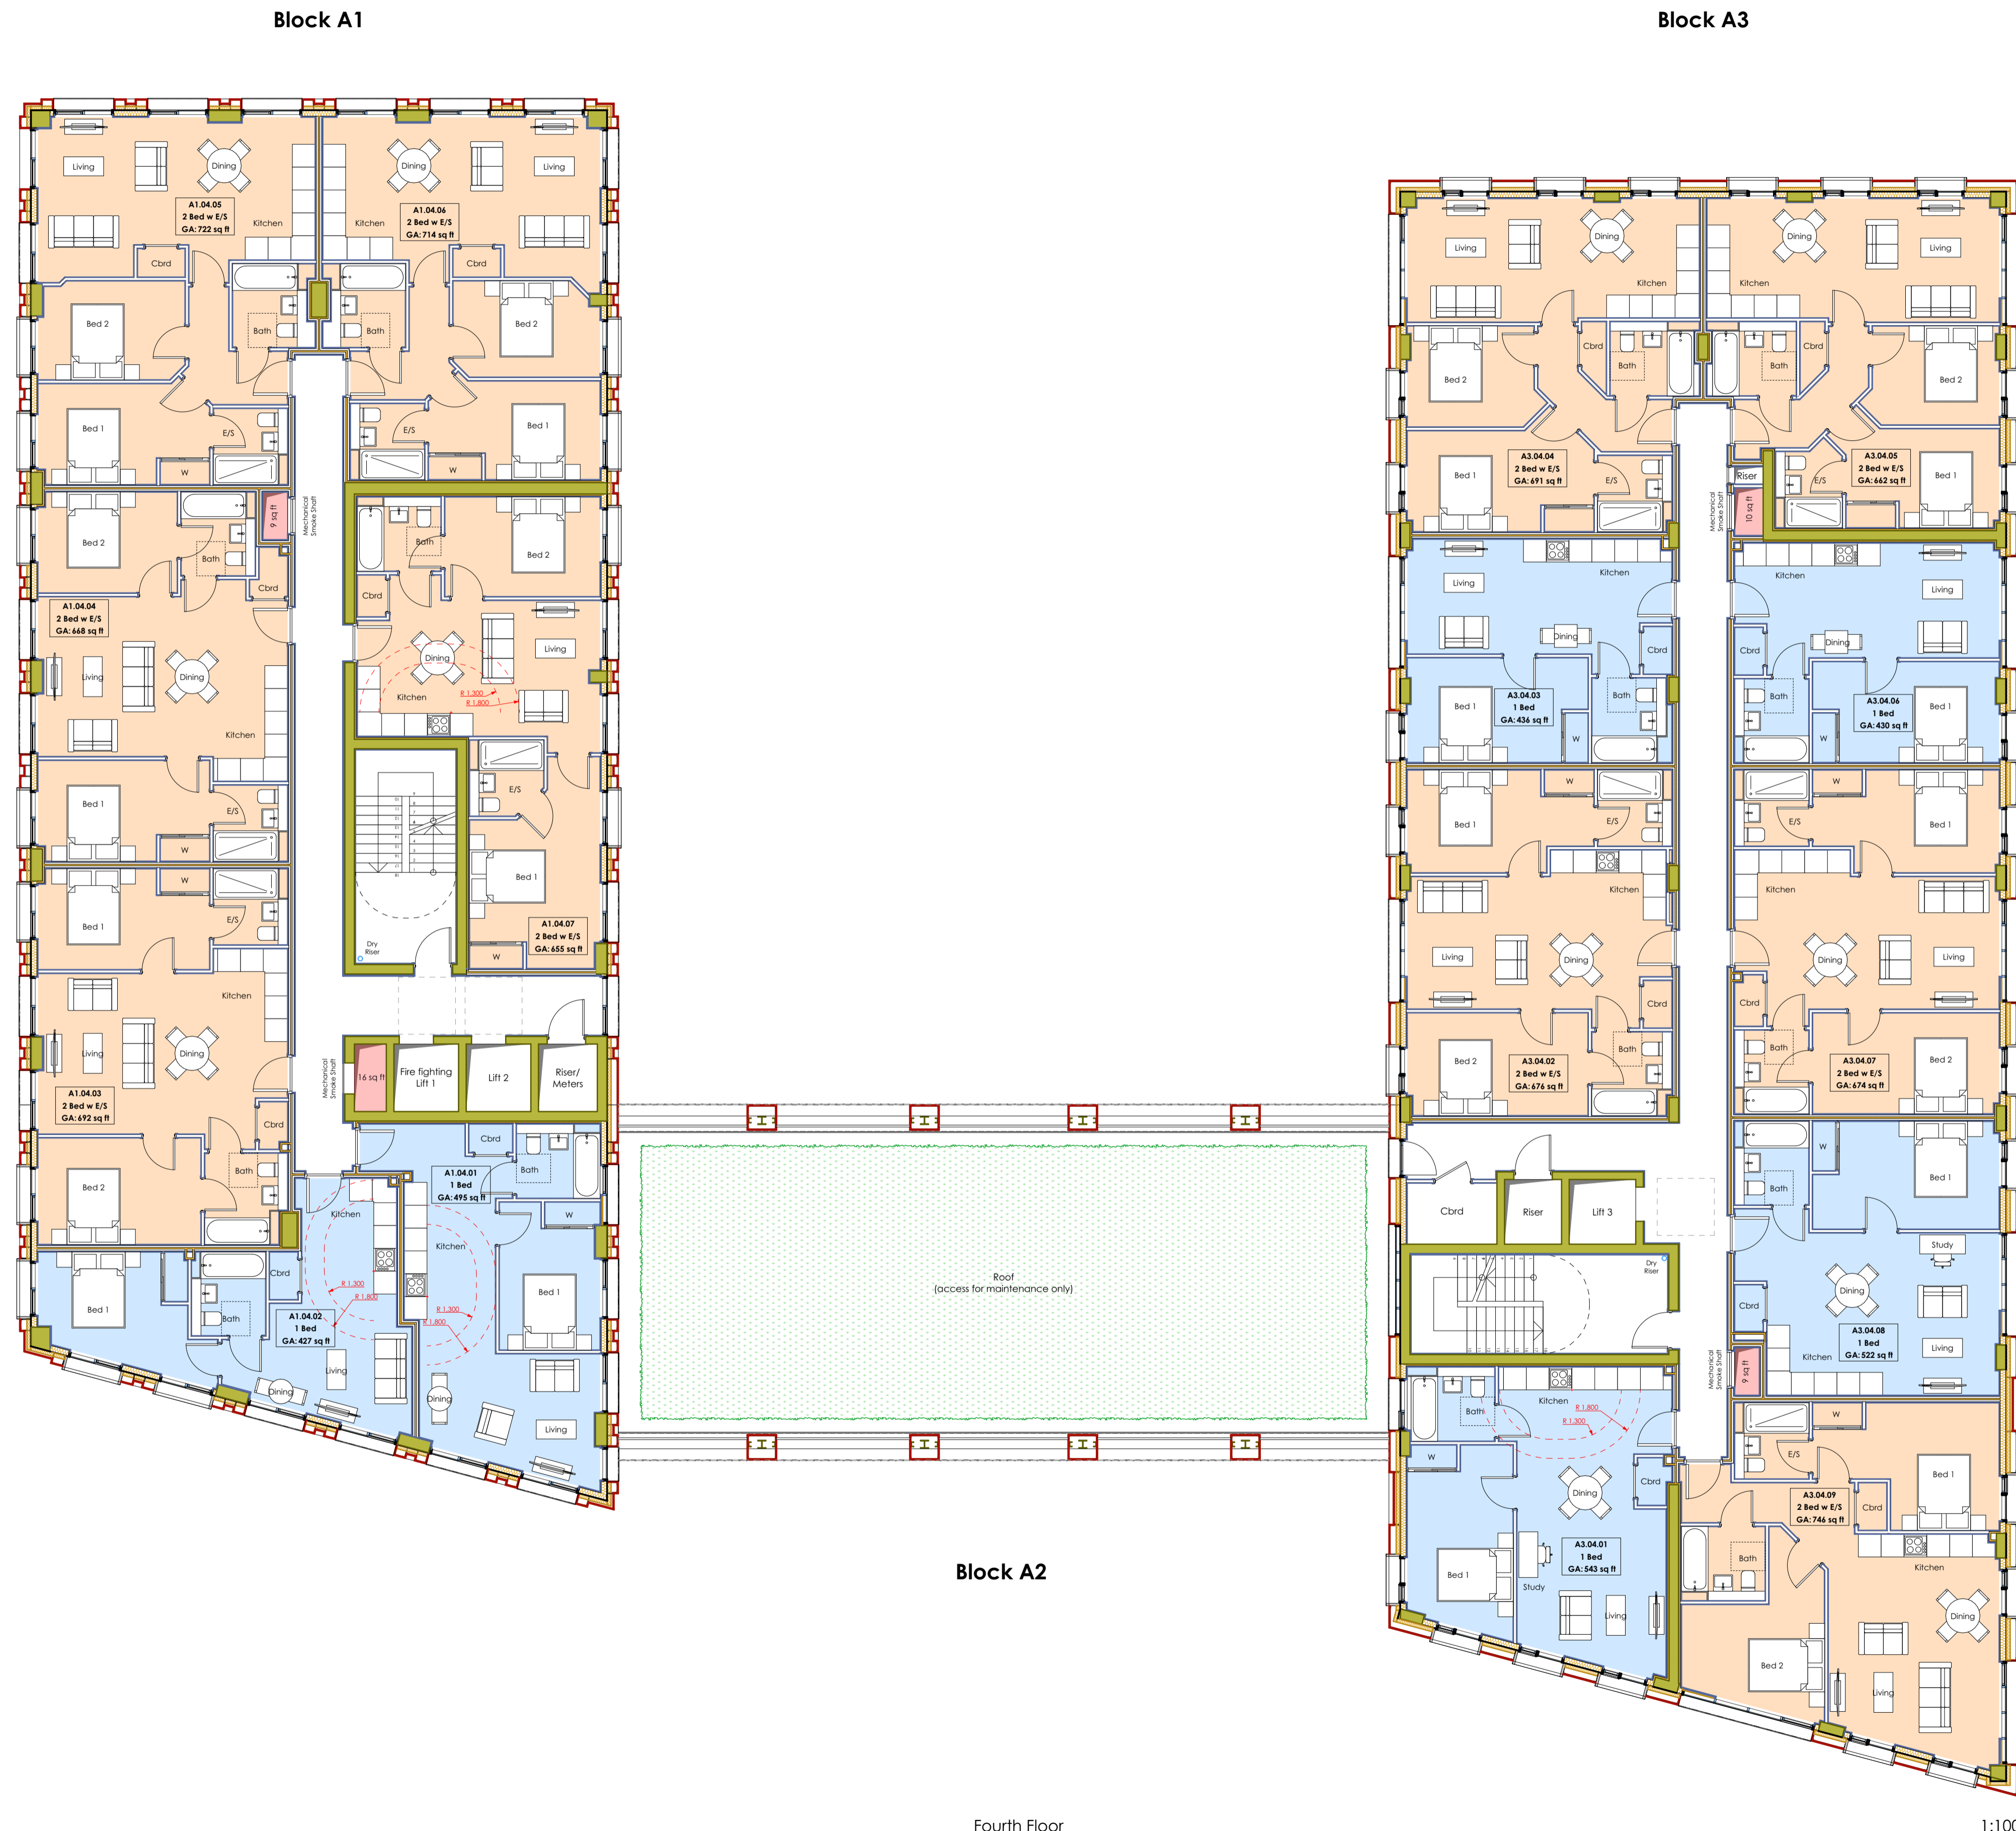 Block A1
Block A3
Living
Dining
A1.04.05
2 Bed w E/S
GA: 722 sq ft
Kitchen
Cbrd
Bed 2
Bath
Bed 1
E/S
W
Dining
Living
A1.04.06
2 Bed w E/S
GA: 714 sq ft
Kitchen
Cbrd
Bed 2
Bath
Bed 1
E/S
W
Bed 2
Bath
9 sq ft
Mechanical
Smoke Shaft
Cbrd
A1.04.04
2 Bed w E/S
GA: 668 sq ft
Living
Dining
Kitchen
Bed 1
E/S
W
Bath
Bed 2
Cbrd
Dining
Living
Kitchen
R 1,300
R 1,800
E/S
Bed 1
A1.04.07
2 Bed w E/S
GA: 655 sq ft
W
Dry
Riser
W
Bed 1
E/S
Kitchen
Living
Dining
A1.04.03
2 Bed w E/S
GA: 692 sq ft
Cbrd
Bed 2
Bath
Mechanical
Smoke Shaft
16 sq ft
Fire fighting
Lift 1
Lift 2
Riser/
Meters
Cbrd
A1.04.01
1 Bed
GA: 495 sq ft
Bath
W
Kitchen
Bed 1
R 1,300
R 1,800
Dining
Living
Kitchen
Cbrd
Bed 1
Bath
R 1,300
R 1,800
A1.04.02
1 Bed
GA: 427 sq ft
Living
Dining
Roof
(access for maintenance only)
Block A2
Living
Dining
Kitchen
Bed 2
Cbrd
Bath
Bed 1
E/S
A3.04.04
2 Bed w E/S
GA: 691 sq ft
Dining
Living
Kitchen
Bath
Cbrd
Bed 2
A3.04.05
2 Bed w E/S
GA: 662 sq ft
Bed 1
E/S
Riser
10 sq ft
Mechanical
Smoke Shaft
Living
Kitchen
Dining
Cbrd
A3.04.03
1 Bed
GA: 436 sq ft
Bed 1
Bath
W
Kitchen
Living
Dining
Cbrd
Bath
A3.04.06
1 Bed
GA: 430 sq ft
Bed 1
W
W
Bed 1
E/S
Kitchen
Living
Dining
Cbrd
Bed 2
A3.04.02
2 Bed w E/S
GA: 676 sq ft
Bath
W
E/S
Bed 1
Kitchen
Dining
Living
Cbrd
Bath
A3.04.07
2 Bed w E/S
GA: 674 sq ft
Bed 2
Cbrd
Riser
Lift 3
Dry
Riser
W
Bed 1
Bath
Study
Dining
Cbrd
A3.04.08
1 Bed
GA: 522 sq ft
Kitchen
Living
Mechanical
Smoke Shaft
9 sq ft
Bath
Kitchen
R 1,800
R 1,300
W
Cbrd
Dining
A3.04.01
1 Bed
GA: 543 sq ft
Bed 1
Study
Living
W
E/S
Bed 1
A3.04.09
2 Bed w E/S
GA: 746 sq ft
Cbrd
Bath
Kitchen
Dining
Bed 2
Living
Fourth Floor
1:100